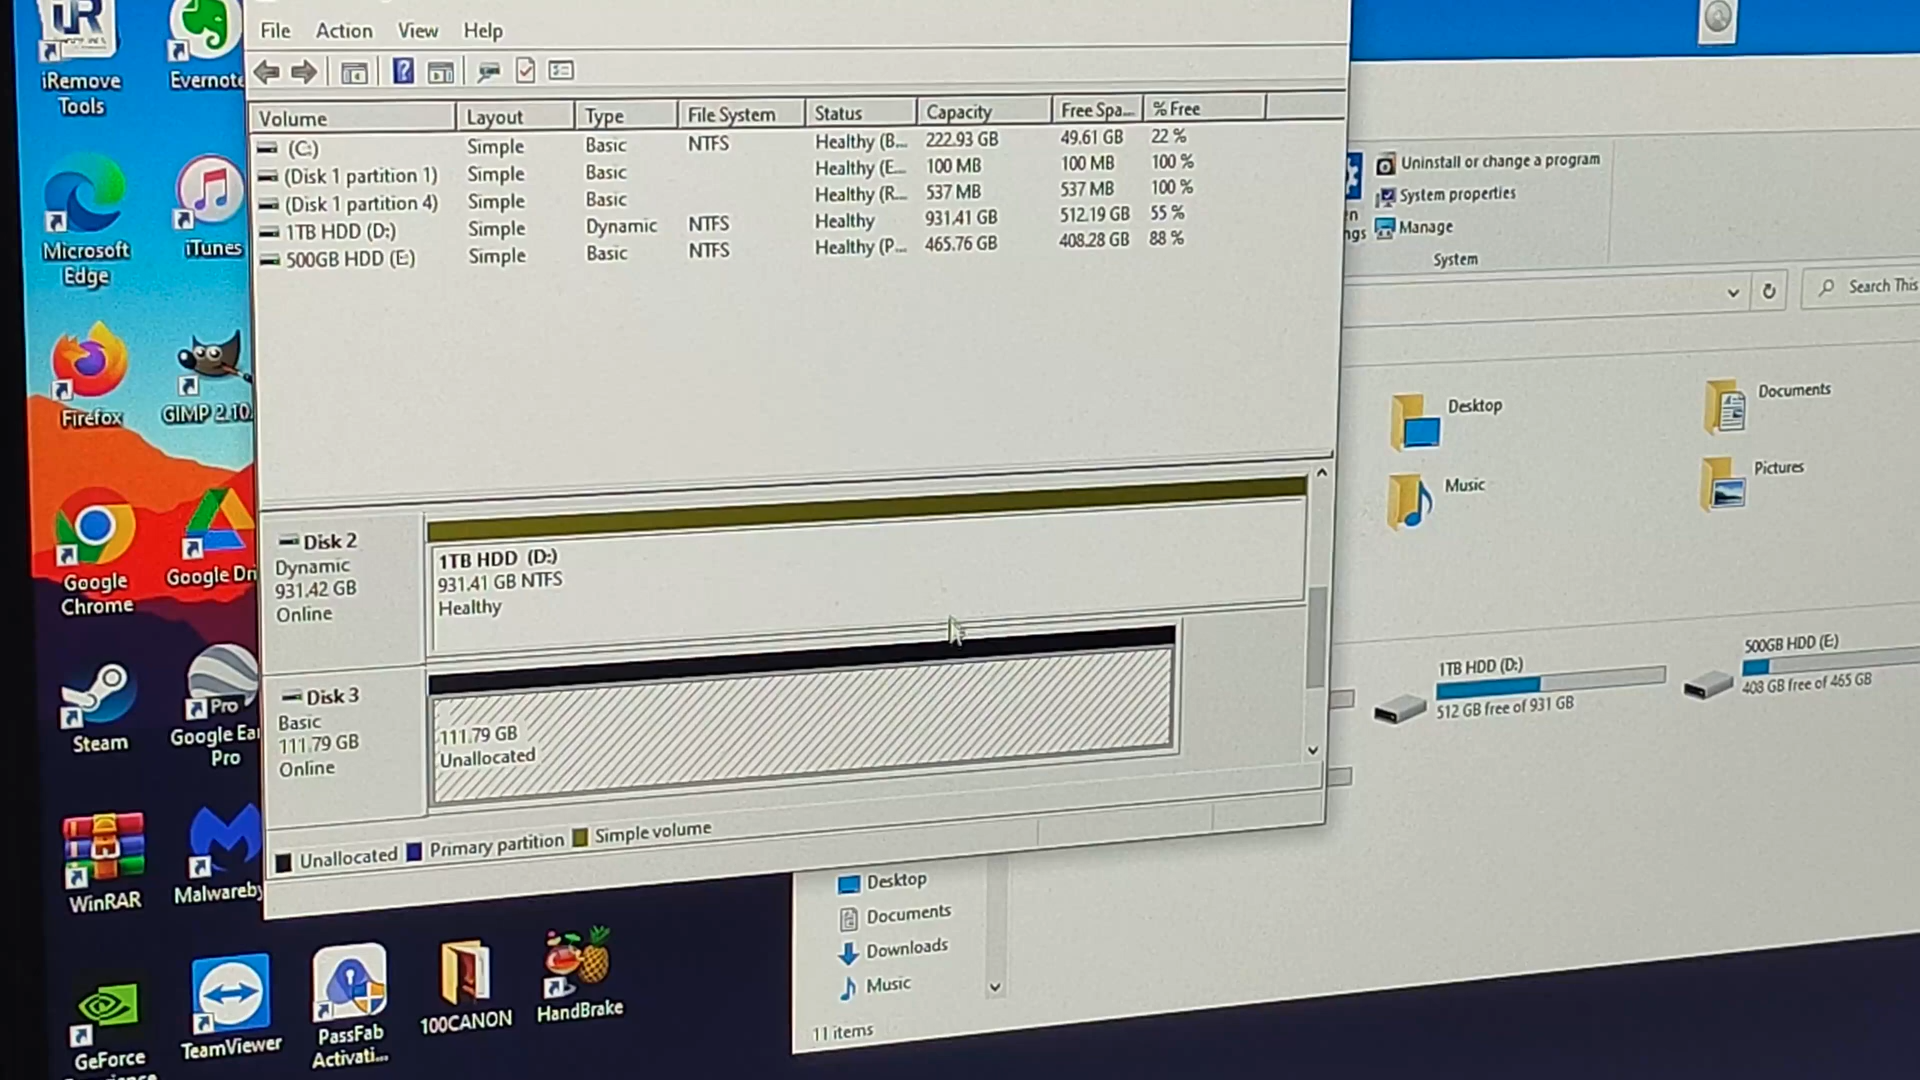 File Action View Help
Volume Layout Type File System Status Capacity Free Spa... % Free
(C:) Simple Basic NTFS Healthy (B... 222.93 GB 49.61 GB 22 %
(Disk 1 partition 1) Simple Basic Healthy (E... 100 MB 100 MB 100 %
(Disk 1 partition 4) Simple Basic Healthy (R... 537 MB 537 MB 100 %
1TB HDD (D:) Simple Dynamic NTFS Healthy 931.41 GB 512.19 GB 55 %
500GB HDD (E:) Simple Basic NTFS Healthy (P... 465.76 GB 408.28 GB 88 %
Disk 2
Dynamic
931.42 GB
Online
1TB HDD (D:)
931.41 GB NTFS
Healthy
Disk 3
Basic
111.79 GB
Online
111.79 GB
Unallocated
Unallocated Primary partition Simple volume
Uninstall or change a program
System properties
Manage
System
Search This
Desktop
Documents
Music
Pictures
1TB HDD (D:)
512 GB free of 931 GB
500GB HDD (E:)
408 GB free of 465 GB
Desktop
Documents
Downloads
Music
11 items
iRemove
Tools
Evernote
Microsoft
Edge
iTunes
Firefox
GIMP 2.10.
Google
Chrome
Google Dri
Steam
Pro
Google Ear
Pro
WinRAR
Malwareby
GeForce
TeamViewer
PassFab
Activati...
100CANON
HandBrake